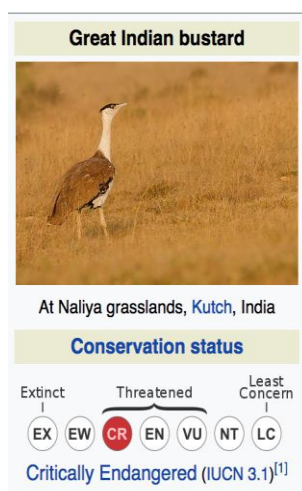 Great Indian bustard
At Naliya grasslands, Kutch, India
Conservation status
Extinct
Threatened
Least
Concern
EX EW CR EN VU NT LC
Critically Endangered (IUCN 3.1)[1]